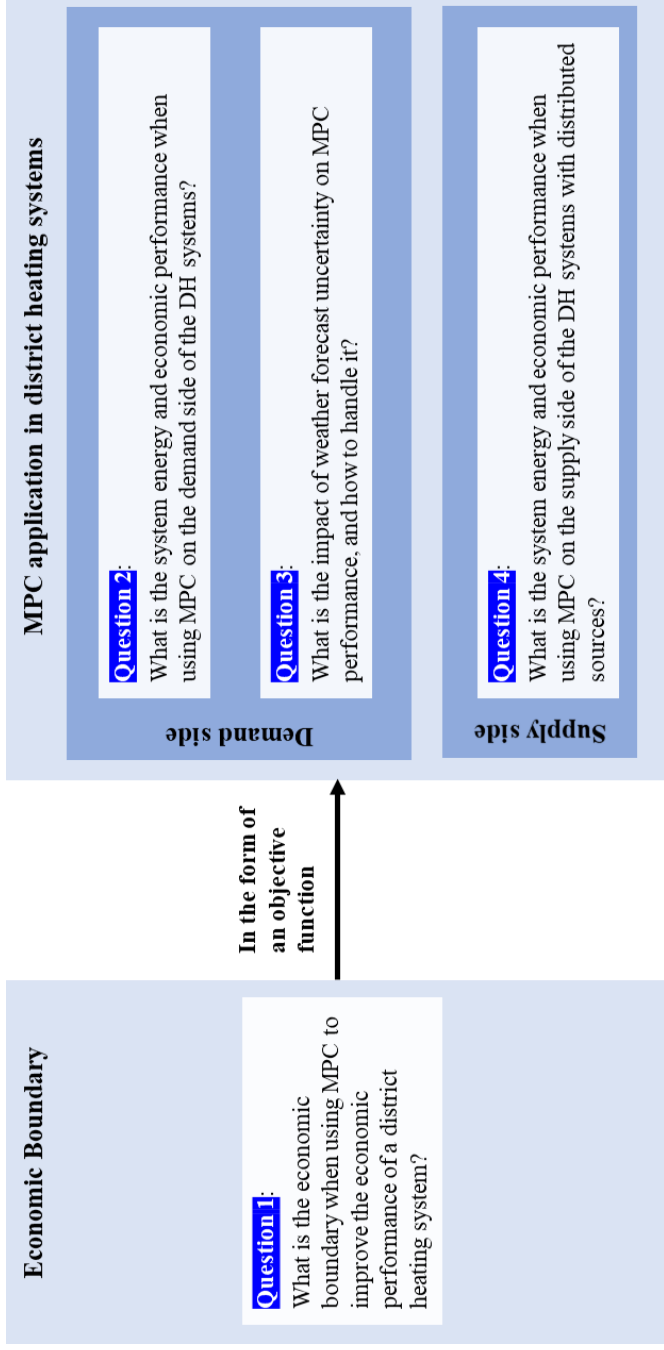 Economic Boundary
Question 1:
What is the economic
boundary when using MPC to
improve the economic
performance of a district
heating system?
In the form of
an objective
function
MPC application in district heating systems
Demand side
Question 2:
What is the system energy and economic performance when
using MPC on the demand side of the DH systems?
Question 3:
What is the impact of weather forecast uncertainty on MPC
performance, and how to handle it?
Supply side
Question 4:
What is the system energy and economic performance when
using MPC on the supply side of the DH systems with distributed
sources?